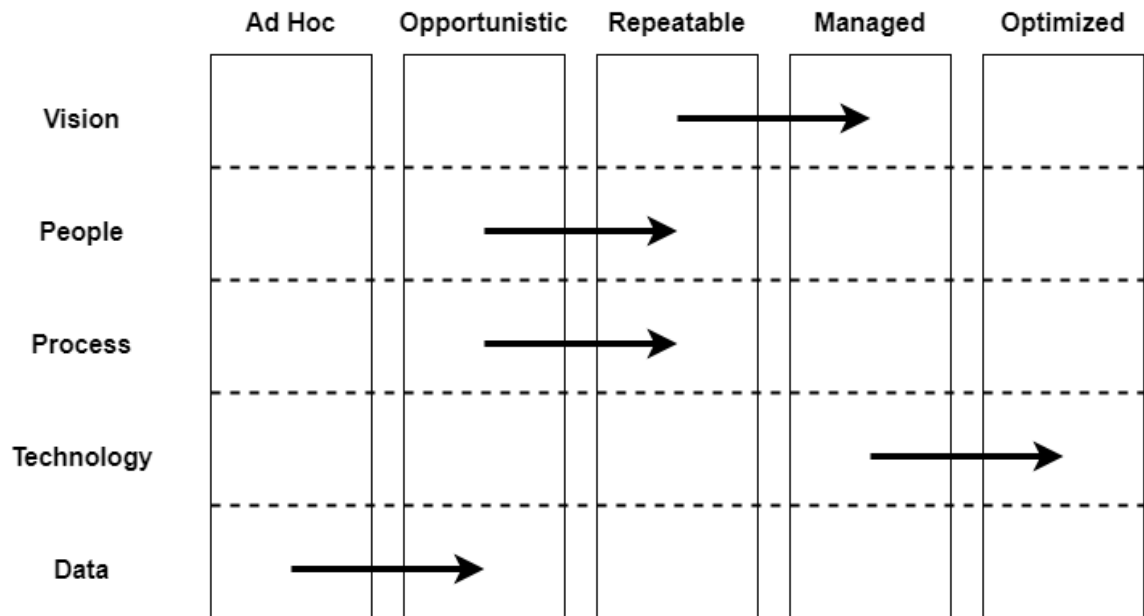 Ad Hoc Opportunistic Repeatable Managed Optimized
Vision
People
Process
Technology
Data